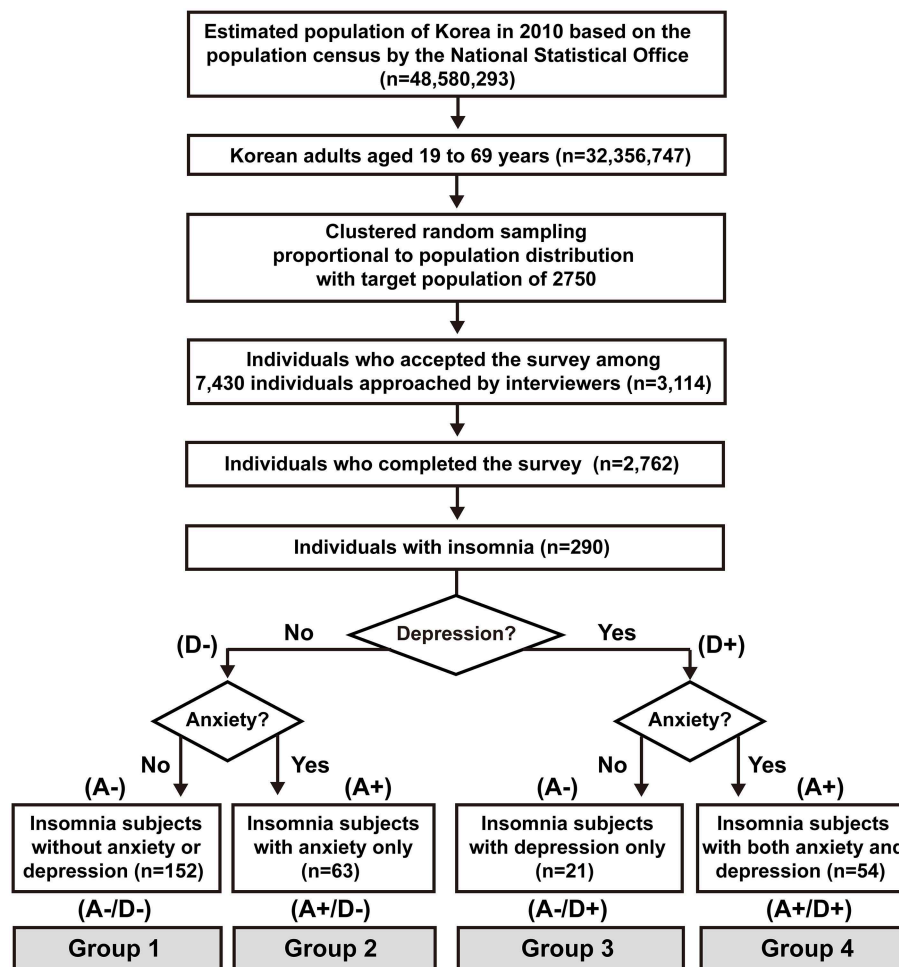 Estimated population of Korea in 2010 based on the
population census by the National Statistical Office
(n=48,580,293)
Korean adults aged 19 to 69 years (n=32,356,747)
Clustered random sampling
proportional to population distribution
with target population of 2750
Individuals who accepted the survey among
7,430 individuals approached by interviewers (n=3,114)
Individuals who completed the survey (n=2,762)
Individuals with insomnia (n=290)
Depression?
No
Yes
(D-)
(D+)
Anxiety?
Anxiety?
No
Yes
No
Yes
(A-)
(A+)
(A-)
(A+)
Insomnia subjects
without anxiety or
depression (n=152)
Insomnia subjects
with anxiety only
(n=63)
Insomnia subjects
with depression only
(n=21)
Insomnia subjects
with both anxiety and
depression (n=54)
(A-/D-)
(A+/D-)
(A-/D+)
(A+/D+)
Group 1
Group 2
Group 3
Group 4